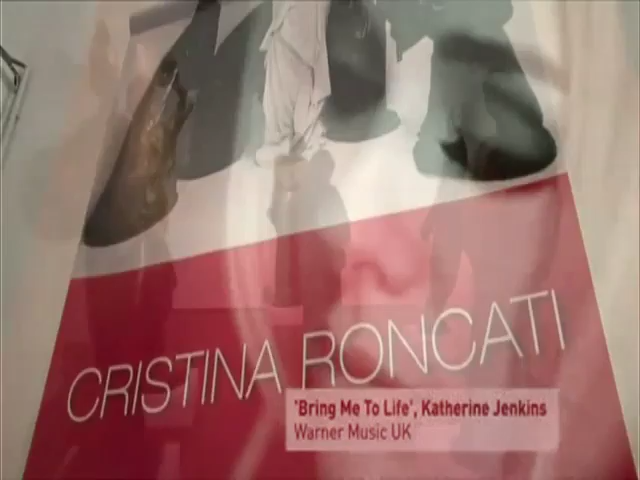 CRISTINA RONCATI
'Bring Me To Life', Katherine Jenkins
Warner Music UK